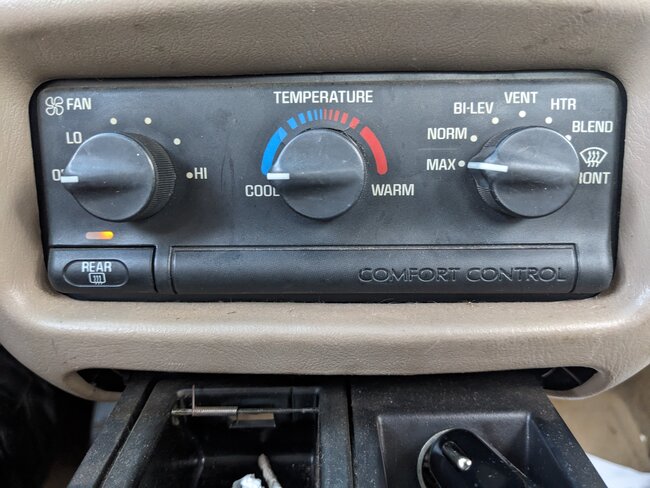 FAN
LO
HI
TEMPERATURE
COOL
WARM
MAX
NORM
BI-LEV
VENT
HTR
BLEND
REAR
COMFORT CONTROL